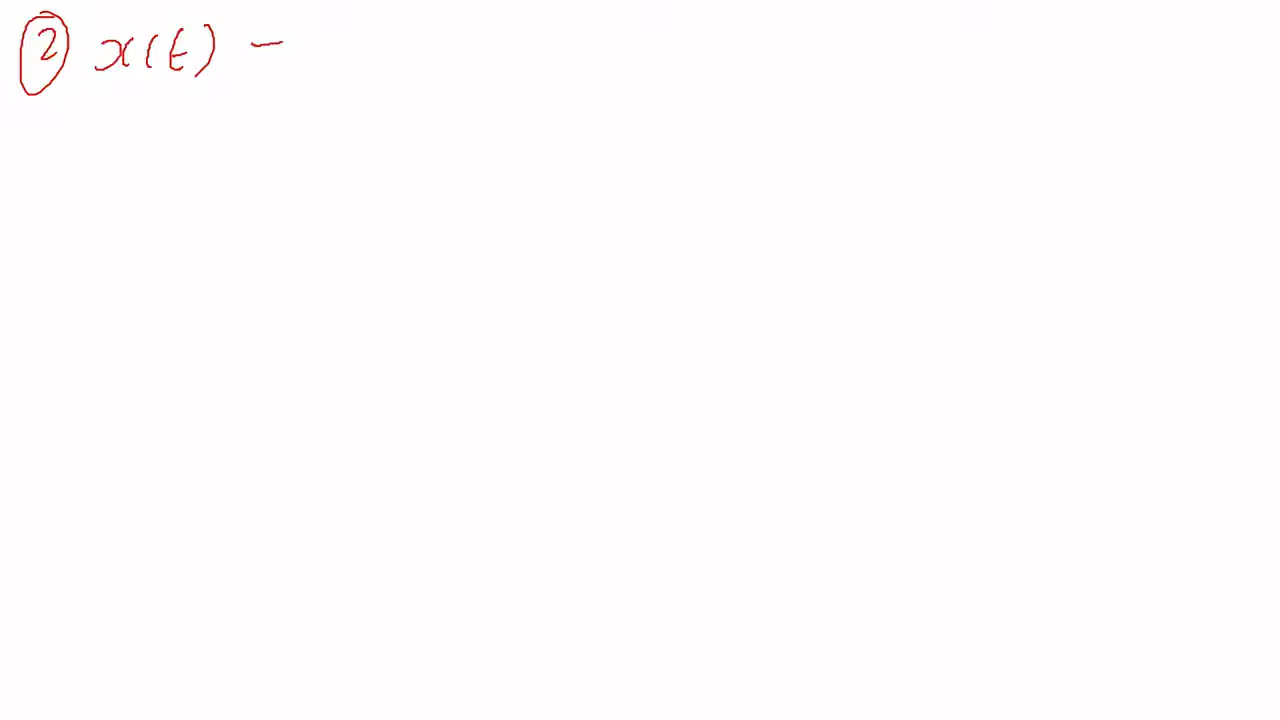 ② x(t) -